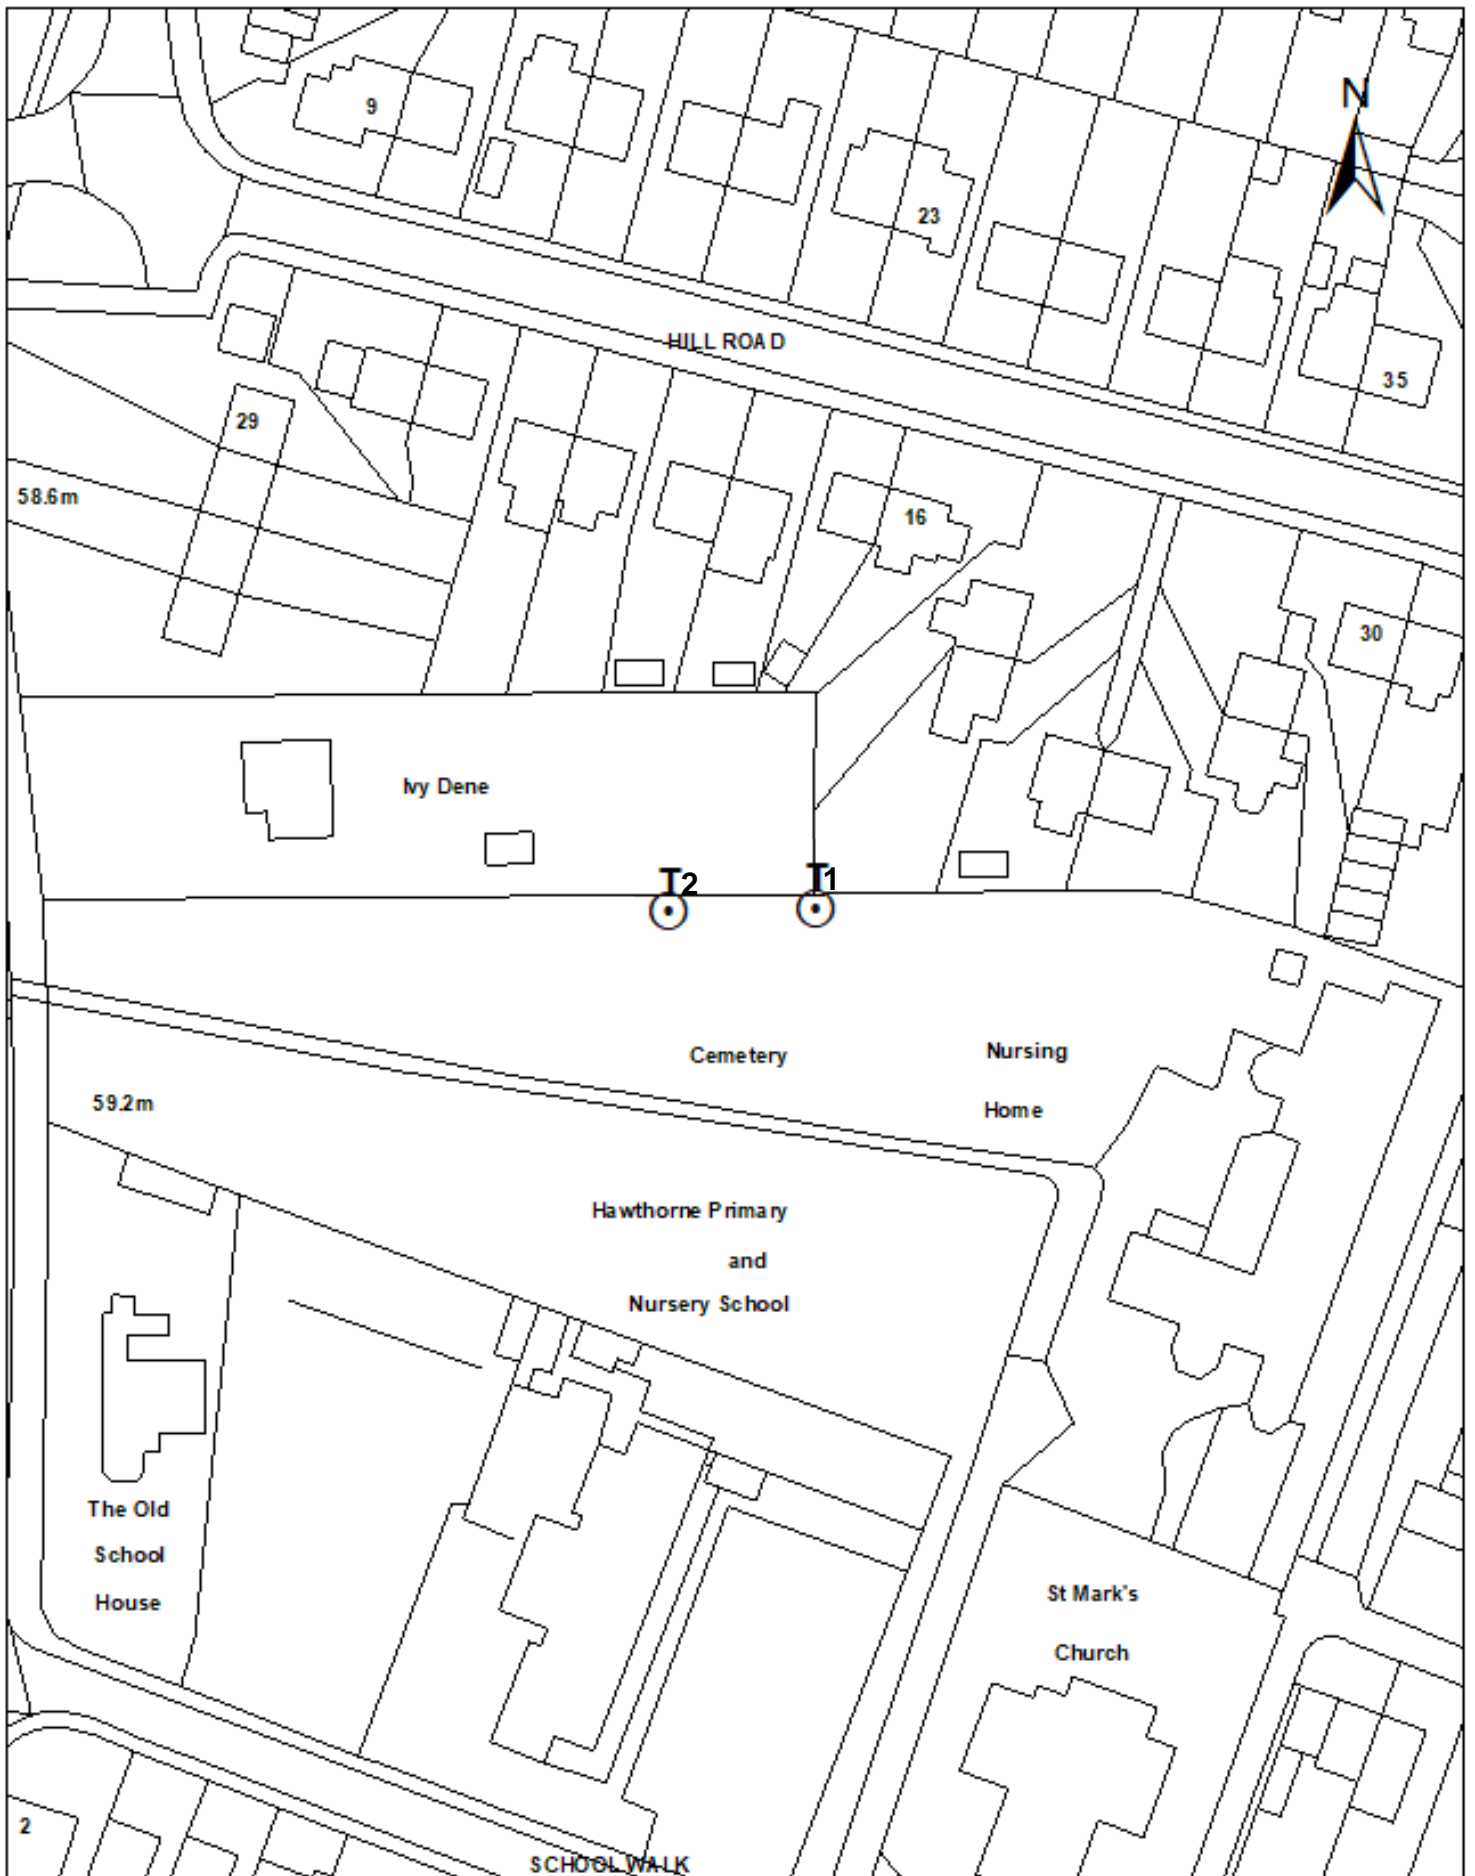 N
9
23
HILL ROAD
35
29
58.6m
16
30
Ivy Dene
T2
T1
Cemetery
Nursing
Home
59.2m
Hawthorne Primary
and
Nursery School
The Old
School
House
St Mark's
Church
2
SCHOOL WALK